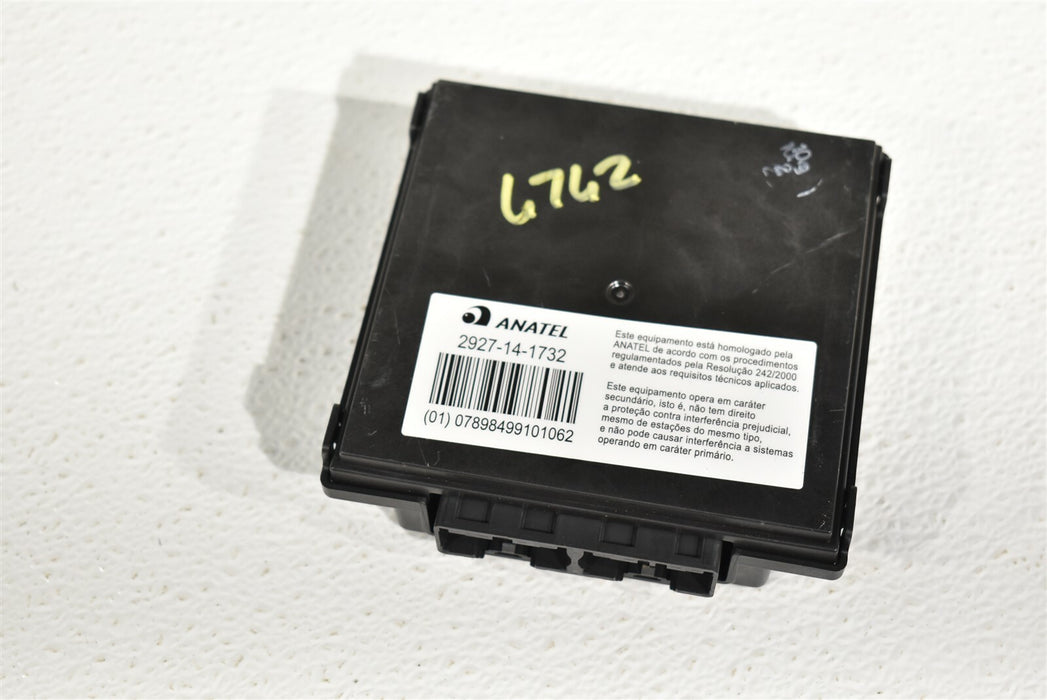 4742
ANATEL
2927-14-1732
(01) 07898499101062
Este equipamento está homologado pela
ANATEL de acordo com os procedimentos
regulamentados pela Resolução 242/2000
e atende aos requisitos técnicos aplicados.
Este equipamento opera em caráter
secundário, isto é, não tem direito
a proteção contra interferência prejudicial,
mesmo de estações do mesmo tipo,
e não pode causar interferência a sistemas
operando em caráter primário.